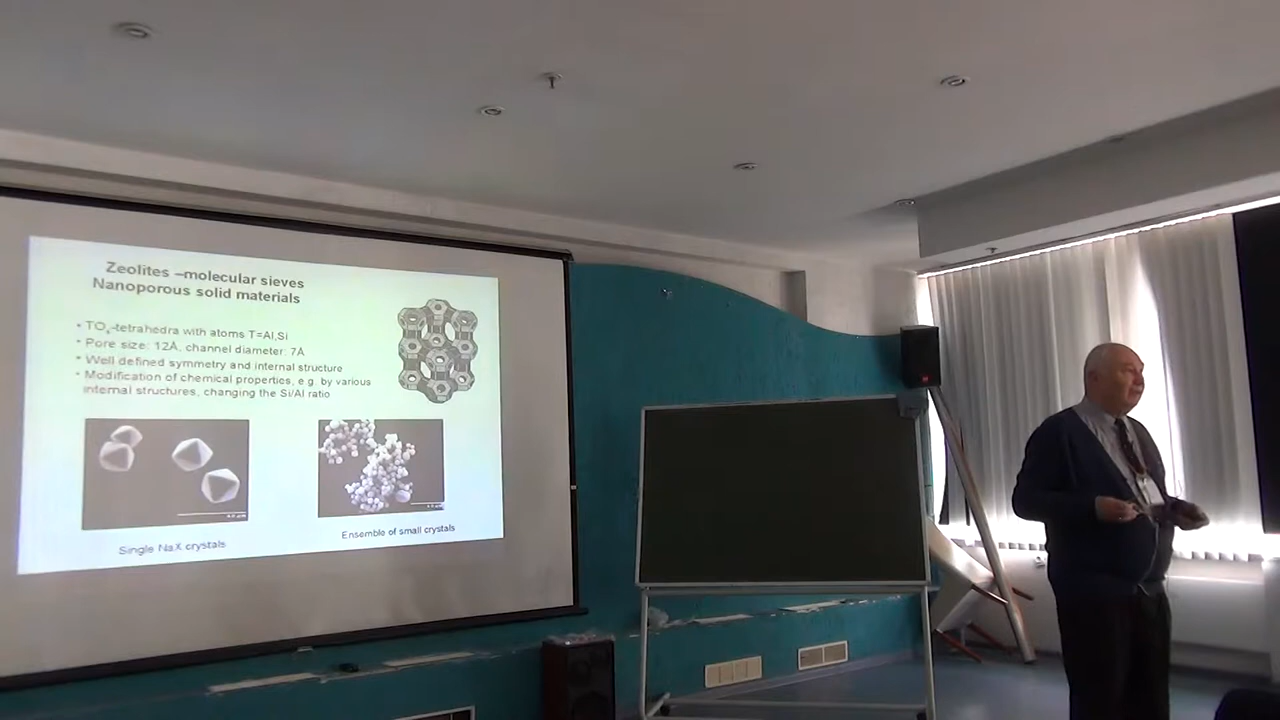 Zeolites –molecular sieves
Nanoporous solid materials
• TO₄-tetrahedra with atoms T=Al,Si
• Pore size: 12Å, channel diameter: 7Å
• Well defined symmetry and internal structure
• Modification of chemical properties, e.g. by various
internal structures, changing the Si/Al ratio
Single NaX crystals
Ensemble of small crystals